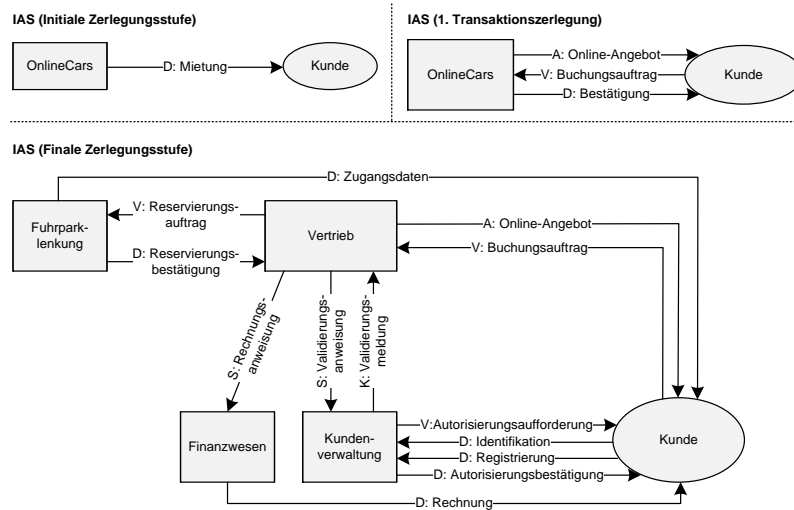 IAS (Initiale Zerlegungsstufe)
OnlineCars
D: Mietung
Kunde
IAS (1. Transaktionszerlegung)
OnlineCars
A: Online-Angebot
V: Buchungsauftrag
D: Bestätigung
Kunde
IAS (Finale Zerlegungsstufe)
D: Zugangsdaten
Fuhrpark-
lenkung
V: Reservierungs-
auftrag
D: Reservierungs-
bestätigung
Vertrieb
A: Online-Angebot
V: Buchungsauftrag
S: Rechnungs-
anweisung
S: Validierungs-
anweisung
K: Validierungs-
meldung
Finanzwesen
Kunden-
verwaltung
V:Autorisierungsaufforderung
D: Identifikation
D: Registrierung
D: Autorisierungsbestätigung
Kunde
D: Rechnung